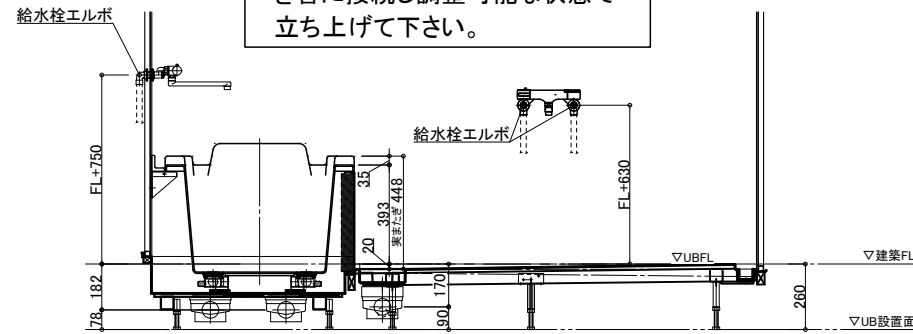 立ち上げて下さい。
給水栓エルボ
給水栓エルボ
FL+750
35
393
実またぎ 448
20
FL+630
▽UBFL
▽建築FL
182
78
170
90
260
▽UB設置面